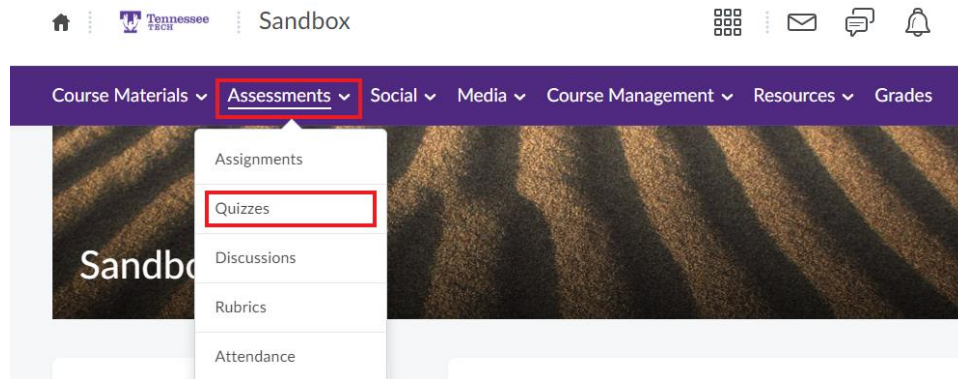 Tennessee
TECH
Sandbox
Course Materials Assessments Social Media Course Management Resources Grades
Assignments
Quizzes
Discussions
Sandbo
Rubrics
Attendance